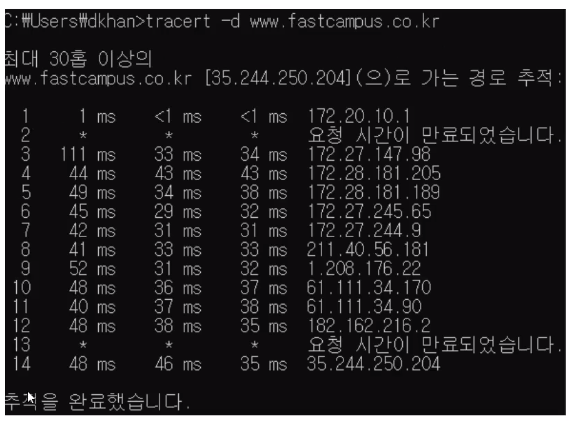 C:₩Users₩dkhan>tracert -d www.fastcampus.co.kr
최대 30홉 이상의
www.fastcampus.co.kr [35.244.250.204](으)로 가는 경로 추적:
1 1 ms <1 ms <1 ms 172.20.10.1
2 * * * 요청 시간이 만료되었습니다.
3 111 ms 33 ms 34 ms 172.27.147.98
4 44 ms 43 ms 43 ms 172.28.181.205
5 49 ms 34 ms 38 ms 172.28.181.189
6 45 ms 29 ms 32 ms 172.27.245.65
7 42 ms 31 ms 31 ms 172.27.244.9
8 41 ms 33 ms 33 ms 211.40.56.181
9 52 ms 31 ms 32 ms 1.208.176.22
10 48 ms 36 ms 37 ms 61.111.34.170
11 40 ms 37 ms 38 ms 61.111.34.90
12 48 ms 38 ms 35 ms 182.162.216.2
13 * * * 요청 시간이 만료되었습니다.
14 48 ms 46 ms 35 ms 35.244.250.204
추적을 완료했습니다.